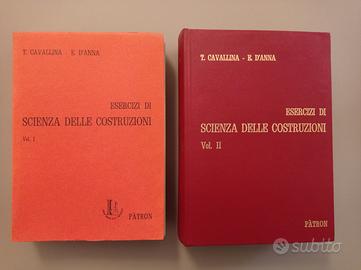 T. CAVALLINA - E. D'ANNA
ESERCIZI DI
SCIENZA DELLE COSTRUZIONI
Vol. I
PÀTRON
T. CAVALLINA - E. D'ANNA
ESERCIZI DI
SCIENZA DELLE COSTRUZIONI
Vol. II
PÀTRON
subito